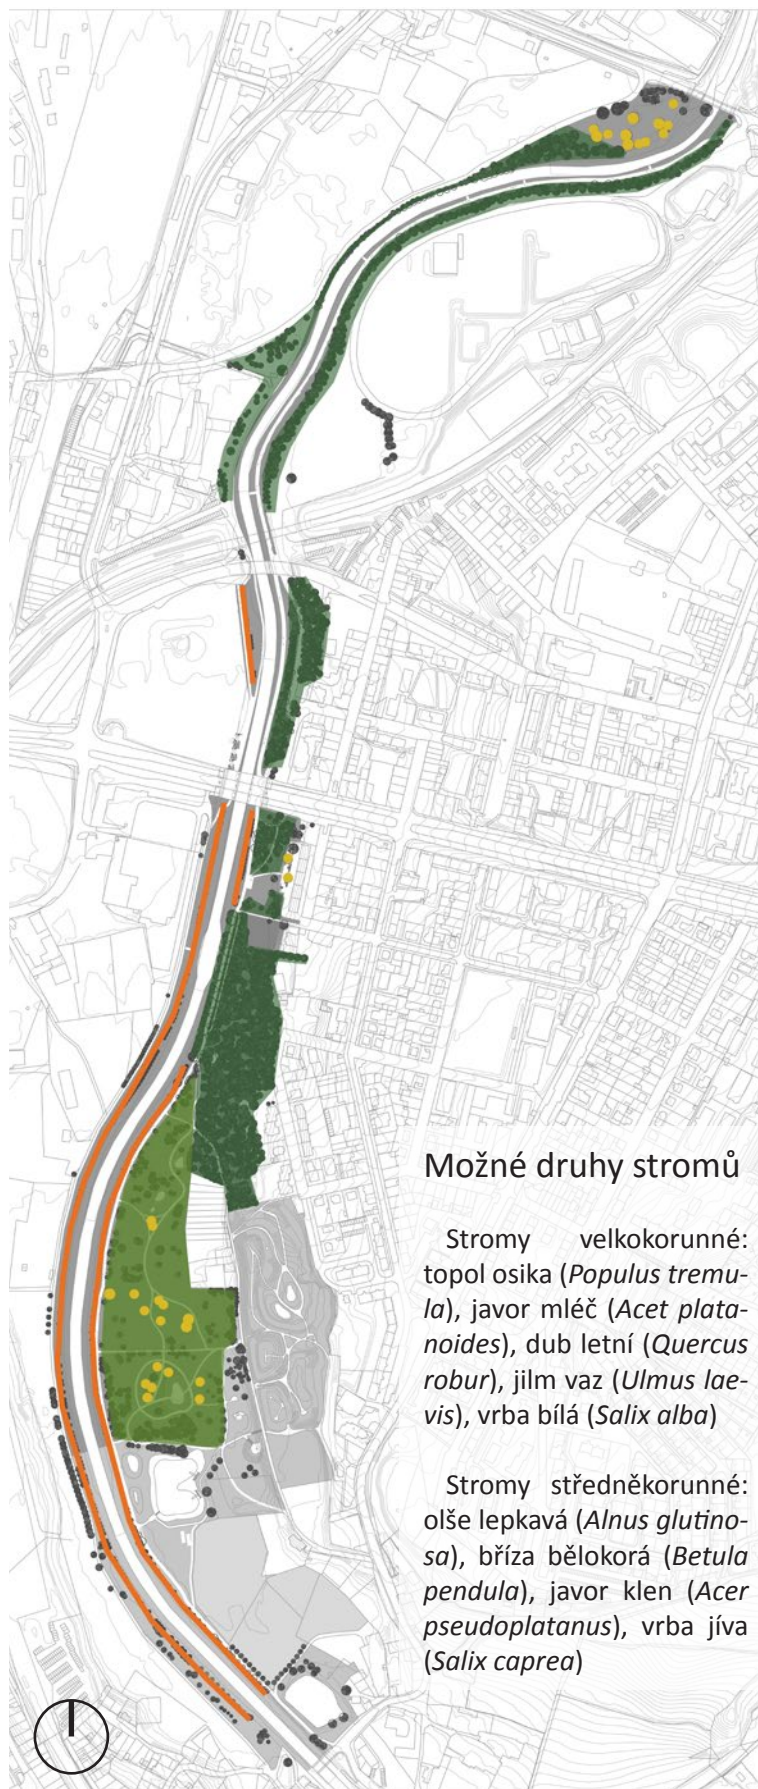 Možné druhy stromů
Stromy velkokorunné:
topol osika (Populus tremu-
la), javor mléč (Acet plata-
noides), dub letní (Quercus
robur), jilm vaz (Ulmus lae-
vis), vrba bílá (Salix alba)
Stromy středněkorunné:
olše lepkavá (Alnus glutino-
sa), bříza bělokorá (Betula
pendula), javor klen (Acer
pseudoplatanus), vrba jíva
(Salix caprea)